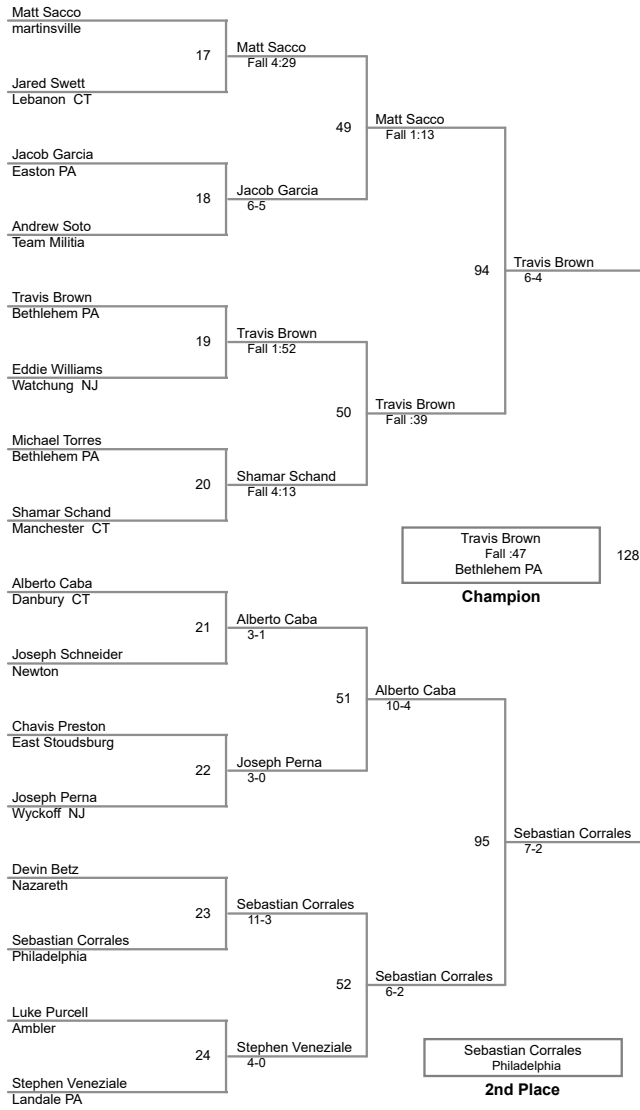 Matt Sacco
martinsville
17
Matt Sacco
Fall 4:29
Jared Swett
Lebanon  CT
49
Matt Sacco
Fall 1:13
Jacob Garcia
Easton PA
18
Jacob Garcia
6-5
Andrew Soto
Team Militia
94
Travis Brown
6-4
Travis Brown
Bethlehem PA
19
Travis Brown
Fall 1:52
Eddie Williams
Watchung  NJ
50
Travis Brown
Fall :39
Michael Torres
Bethlehem PA
20
Shamar Schand
Fall 4:13
Shamar Schand
Manchester  CT
Travis Brown
Fall :47
Bethlehem PA
128
Champion
Alberto Caba
Danbury  CT
21
Alberto Caba
3-1
Joseph Schneider
Newton
51
Alberto Caba
10-4
Chavis Preston
East Stoudsburg
22
Joseph Perna
3-0
Joseph Perna
Wyckoff  NJ
95
Sebastian Corrales
7-2
Devin Betz
Nazareth
23
Sebastian Corrales
11-3
Sebastian Corrales
Philadelphia
52
Sebastian Corrales
6-2
Luke Purcell
Ambler
24
Stephen Veneziale
4-0
Stephen Veneziale
Landale PA
Sebastian Corrales
Philadelphia
2nd Place